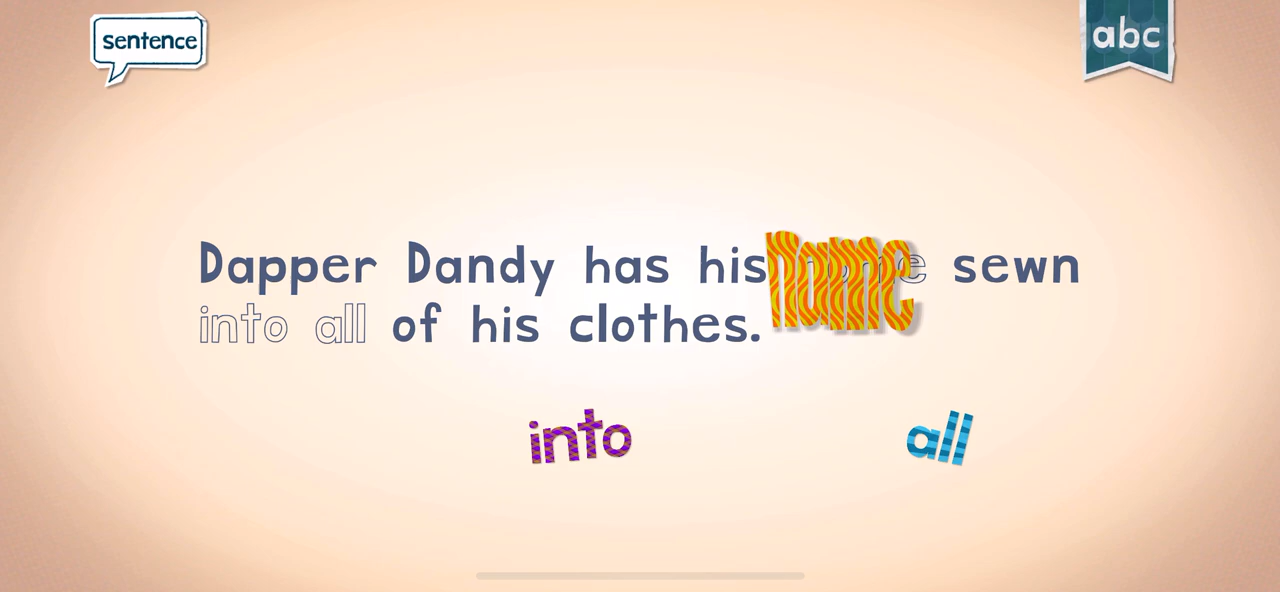 sentence
abc
Dapper Dandy has his name sewn
into all of his clothes.
into
all